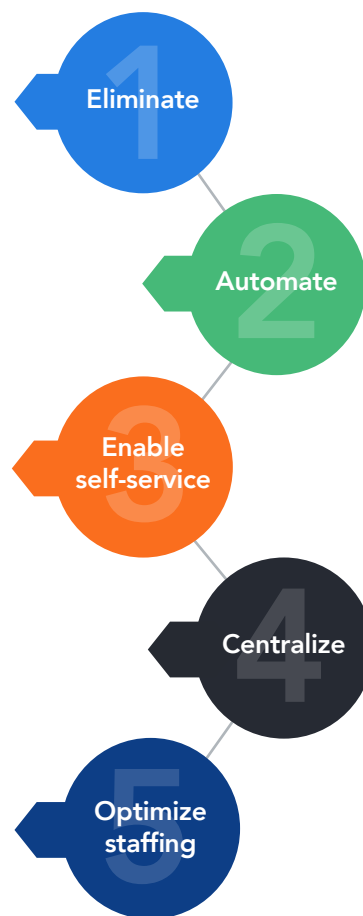 1
Eliminate
2
Automate
3
Enable
self-service
4
Centralize
5
Optimize
staffing